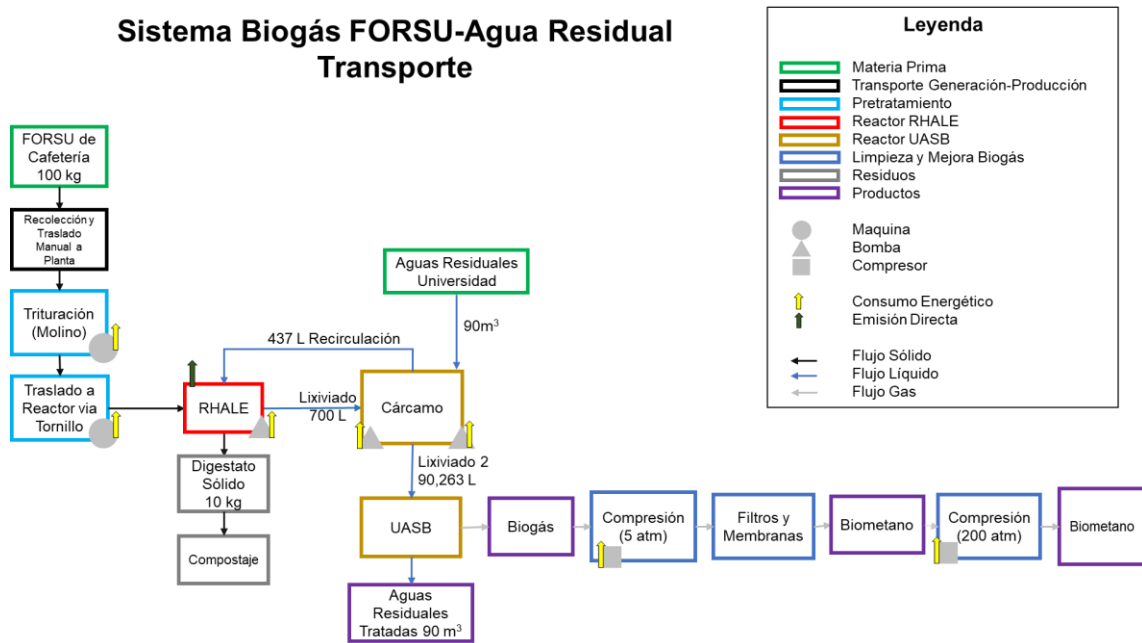 Sistema Biogás FORSU-Agua Residual
Transporte
Leyenda
Materia Prima
Transporte Generación-Producción
Pretratamiento
Reactor RHALE
Reactor UASB
Limpieza y Mejora Biogás
Residuos
Productos
Maquina
Bomba
Compresor
Consumo Energético
Emisión Directa
Flujo Sólido
Flujo Líquido
Flujo Gas
FORSU de
Cafetería
100 kg
Recolección y
Traslado
Manual a
Planta
Trituración
(Molino)
Traslado a
Reactor via
Tornillo
Aguas Residuales
Universidad
90m³
437 L Recirculación
RHALE
Lixiviado
700 L
Cárcamo
Digestato
Sólido
10 kg
Compostaje
Lixiviado 2
90,263 L
UASB
Biogás
Compresión
(5 atm)
Filtros y
Membranas
Biometano
Compresión
(200 atm)
Biometano
Aguas
Residuales
Tratadas 90 m³